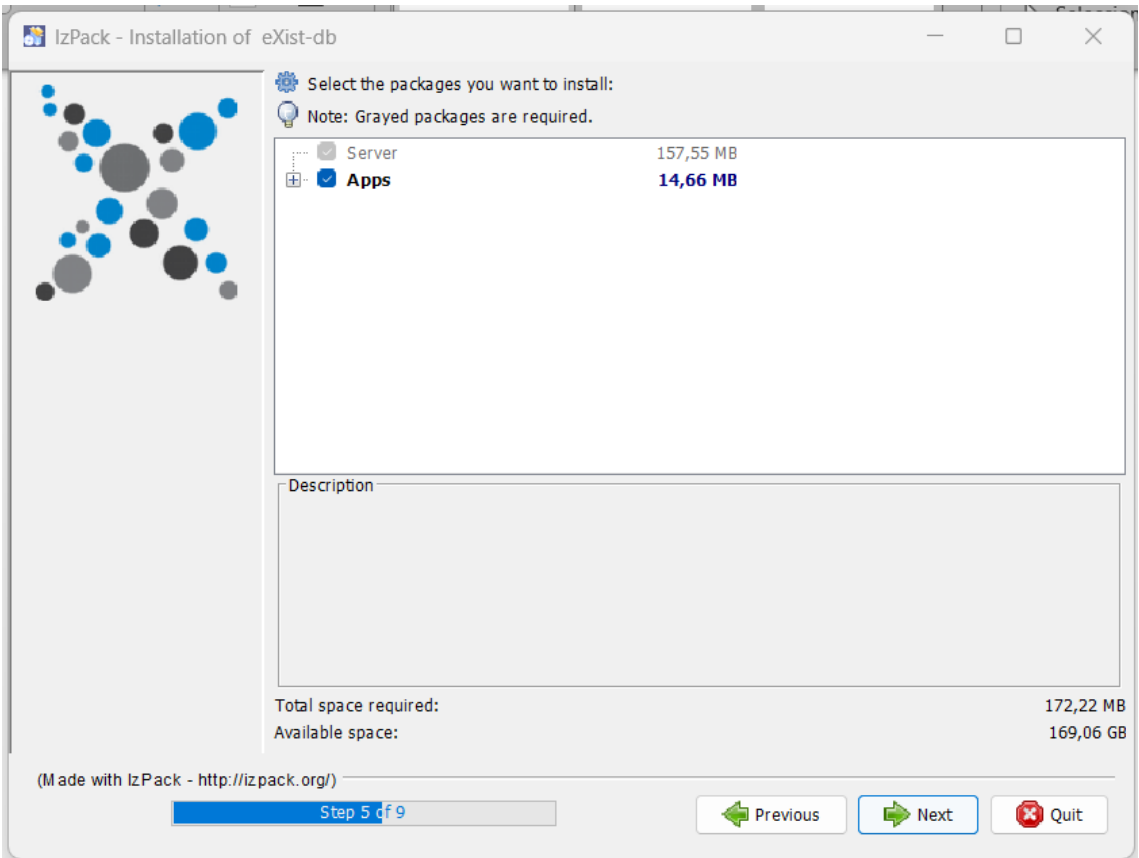 IzPack - Installation of eXist-db
Select the packages you want to install:
Note: Grayed packages are required.
Server 157,55 MB
Apps 14,66 MB
Description
Total space required: 172,22 MB
Available space: 169,06 GB
(Made with IzPack - http://izpack.org/)
Step 5 of 9
Previous
Next
Quit